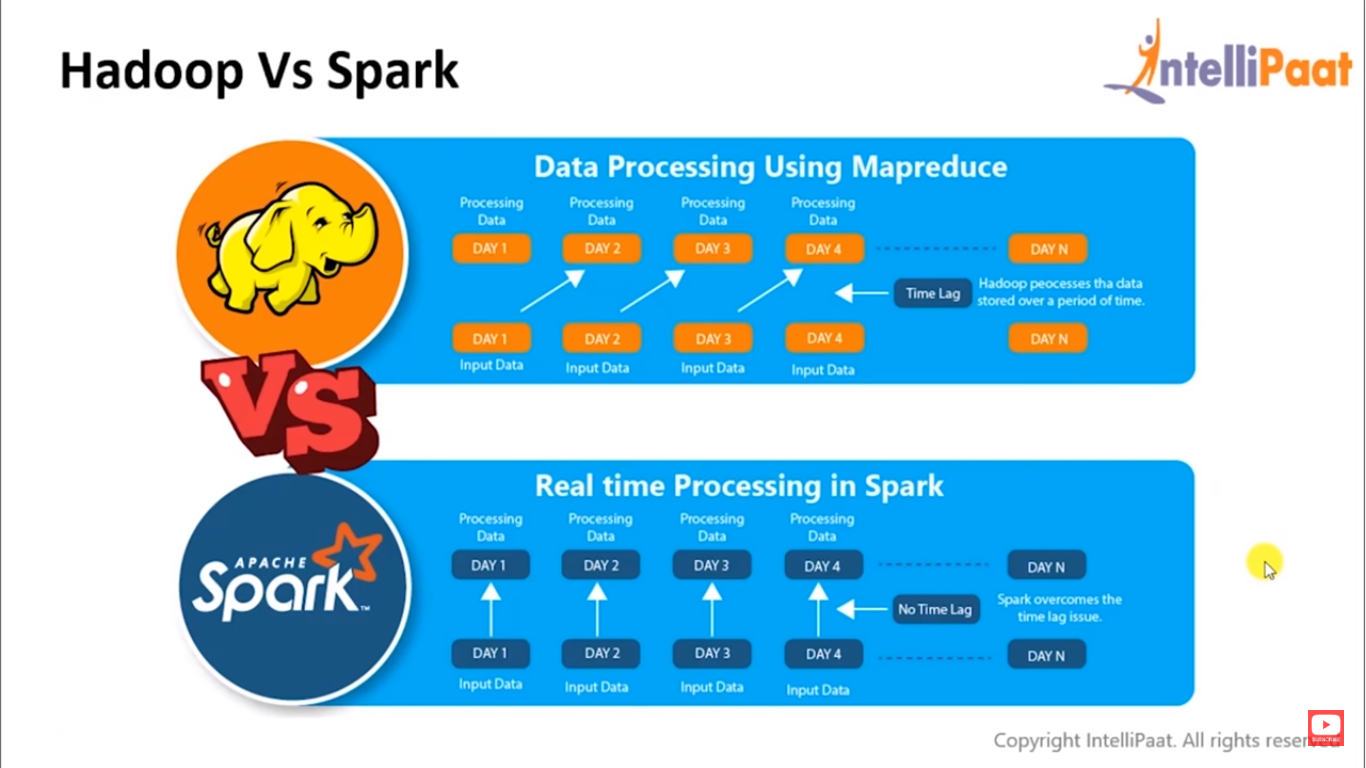 Hadoop Vs Spark
IntelliPaat
Data Processing Using Mapreduce
Processing Data
Processing Data
Processing Data
Processing Data
DAY 1
DAY 2
DAY 3
DAY 4
DAY N
Time Lag
Hadoop peocesses tha data
stored over a period of time.
DAY 1
DAY 2
DAY 3
DAY 4
DAY N
Input Data
Input Data
Input Data
Input Data
VS
Real time Processing in Spark
Processing Data
Processing Data
Processing Data
Processing Data
APACHE
Spark™
DAY 1
DAY 2
DAY 3
DAY 4
DAY N
No Time Lag
Spark overcomes the
time lag issue.
DAY 1
DAY 2
DAY 3
DAY 4
DAY N
Input Data
Input Data
Input Data
Input Data
SUBSCRIBE
Copyright IntelliPaat. All rights reserved